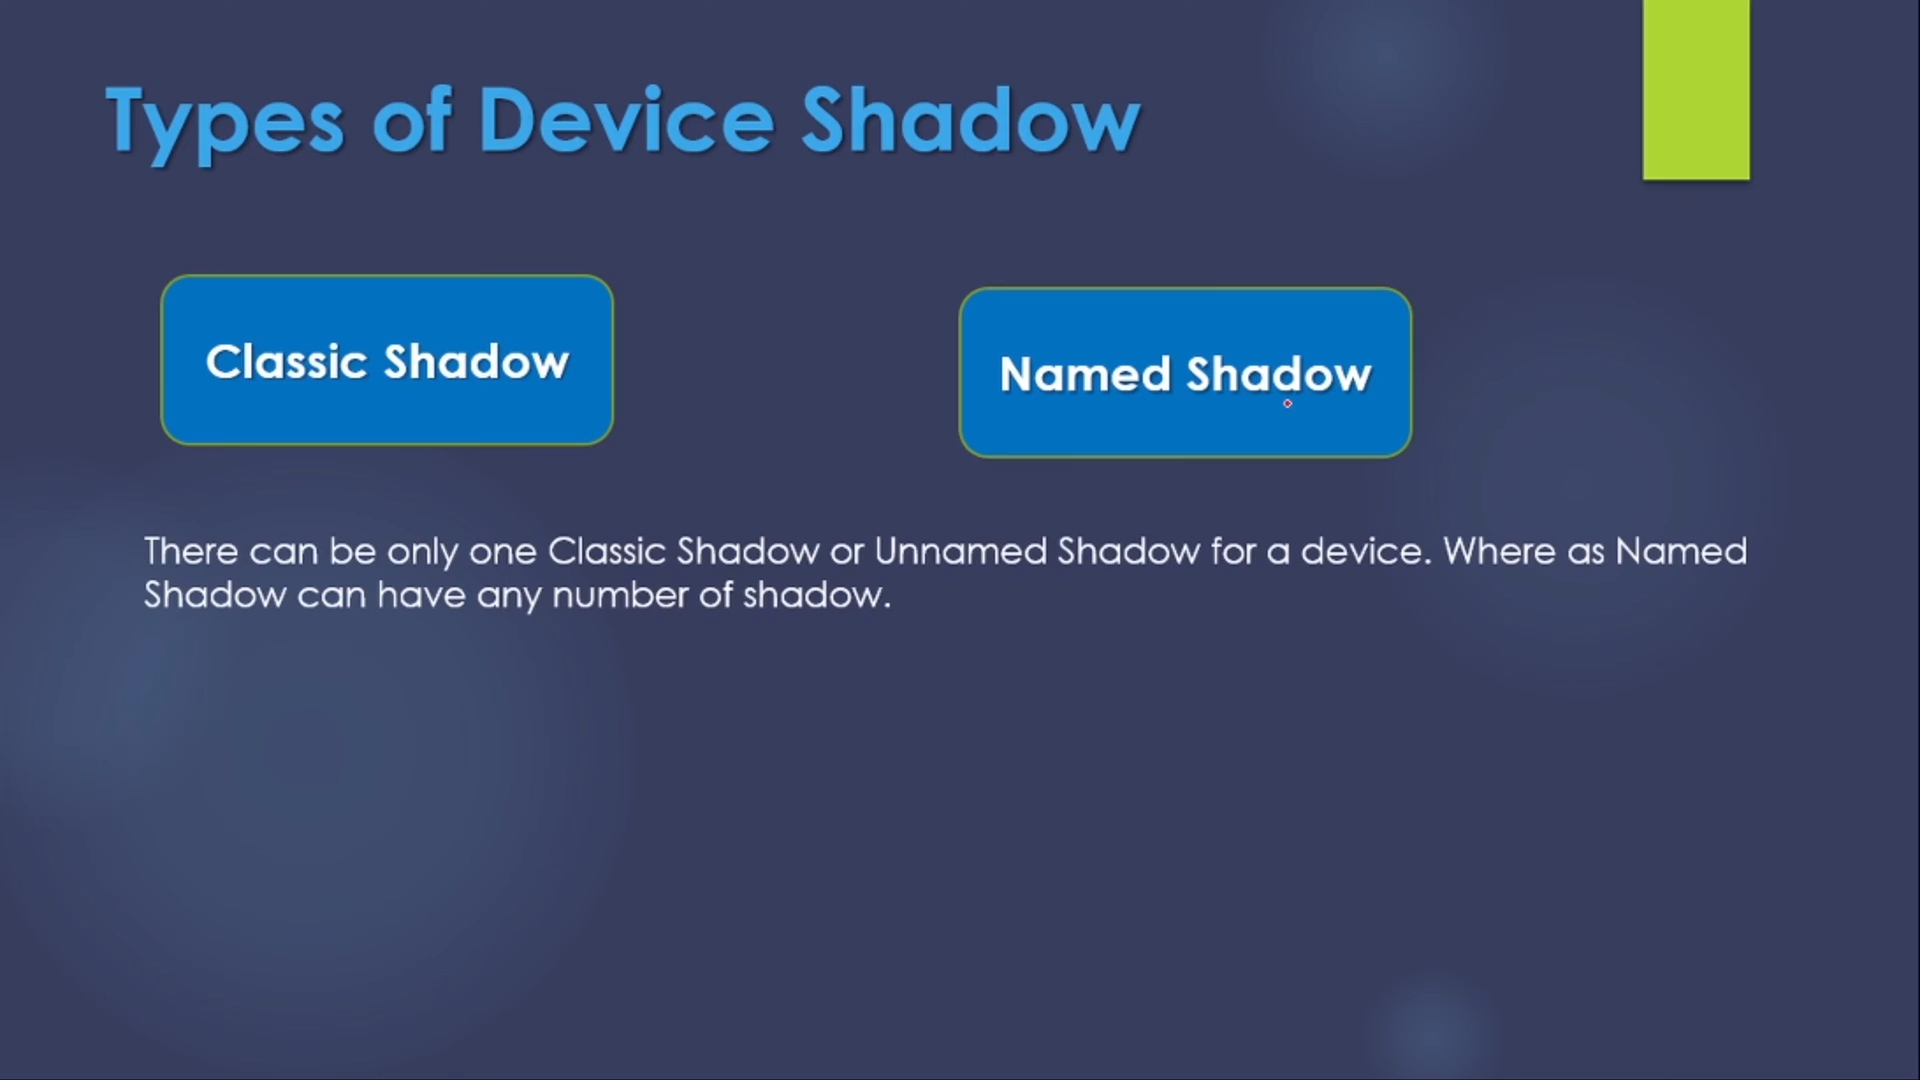 Types of Device Shadow
Classic Shadow
Named Shadow
There can be only one Classic Shadow or Unnamed Shadow for a device. Where as Named
Shadow can have any number of shadow.